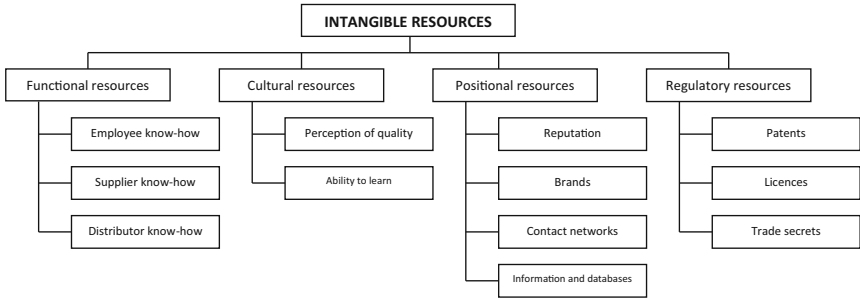 INTANGIBLE RESOURCES
Functional resources
Cultural resources
Positional resources
Regulatory resources
Employee know-how
Perception of quality
Reputation
Patents
Supplier know-how
Ability to learn
Brands
Licences
Distributor know-how
Contact networks
Trade secrets
Information and databases